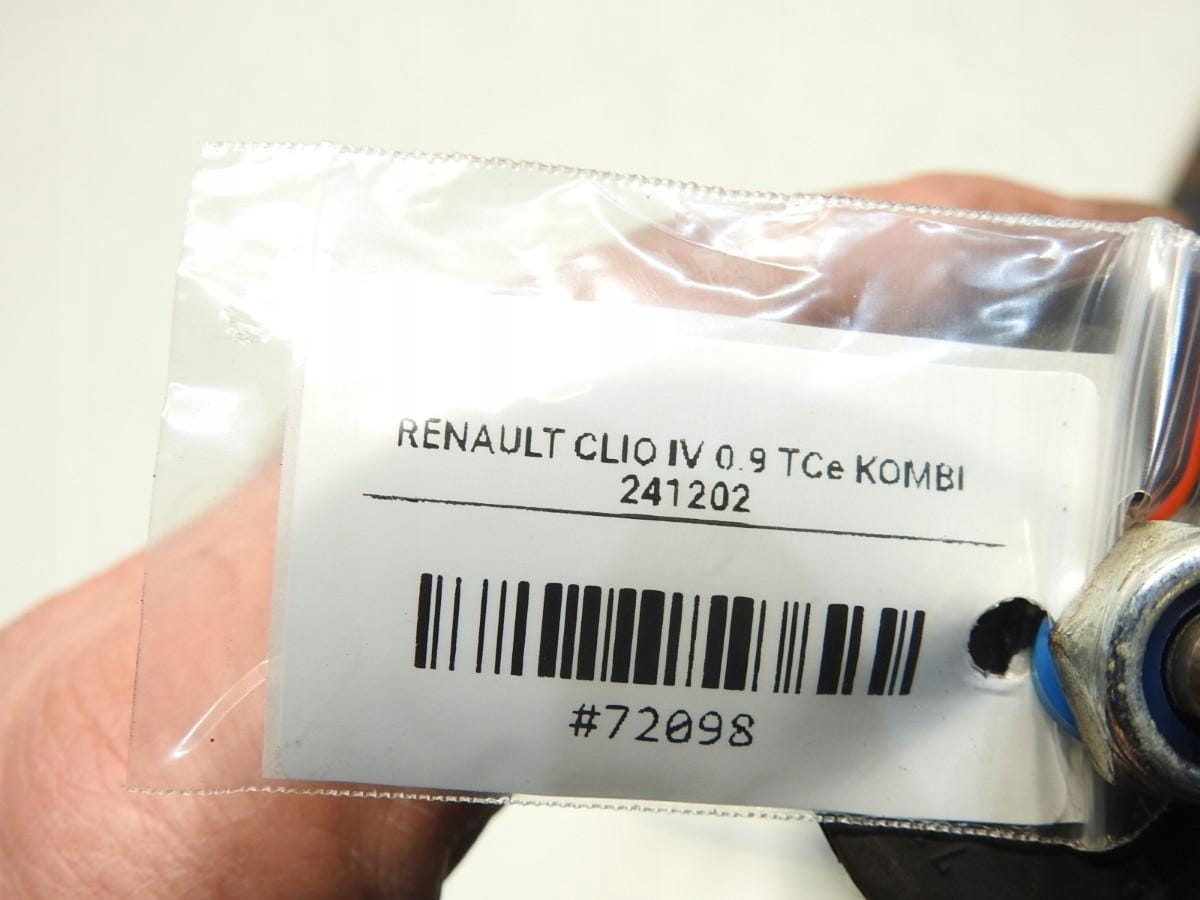 RENAULT CLIO IV 0.9 TCe KOMBI
241202
#72098